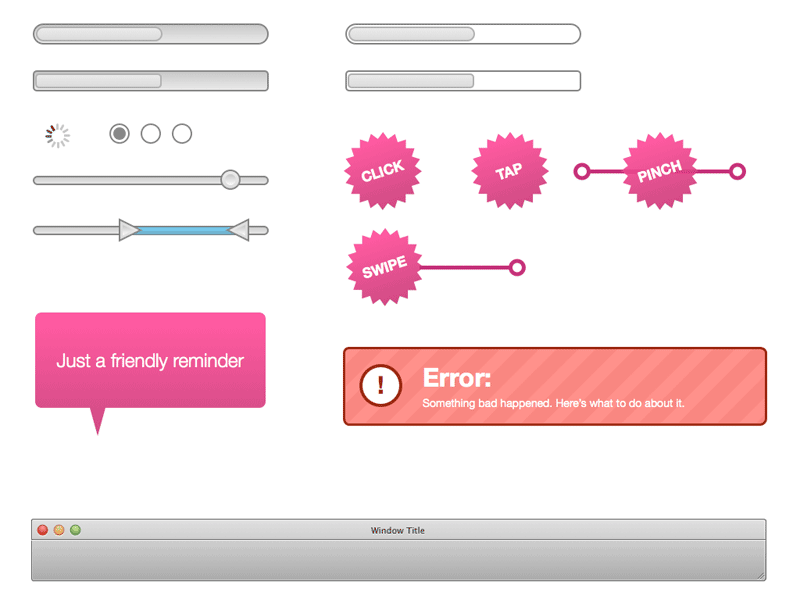 CLICK
TAP
PINCH
SWIPE
Just a friendly reminder
!
Error:
Something bad happened. Here's what to do about it.
Window Title